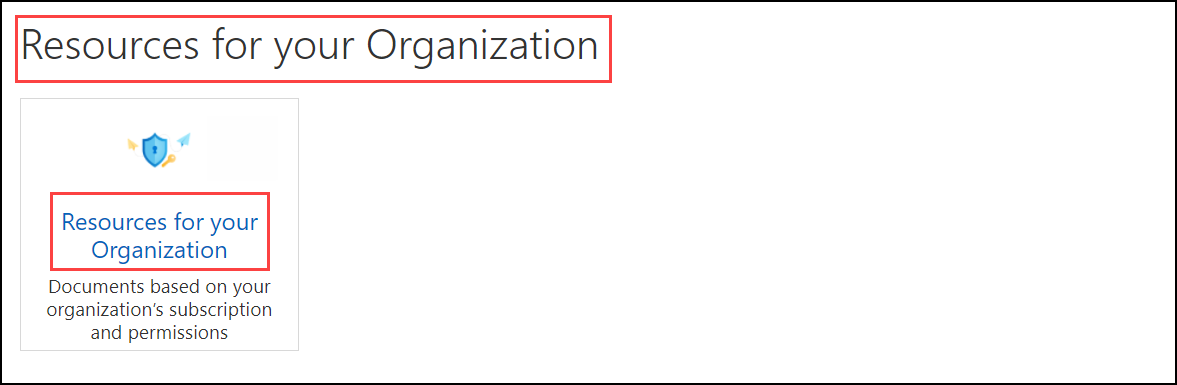 Resources for your Organization
Resources for your
Organization
Documents based on your
organization's subscription
and permissions